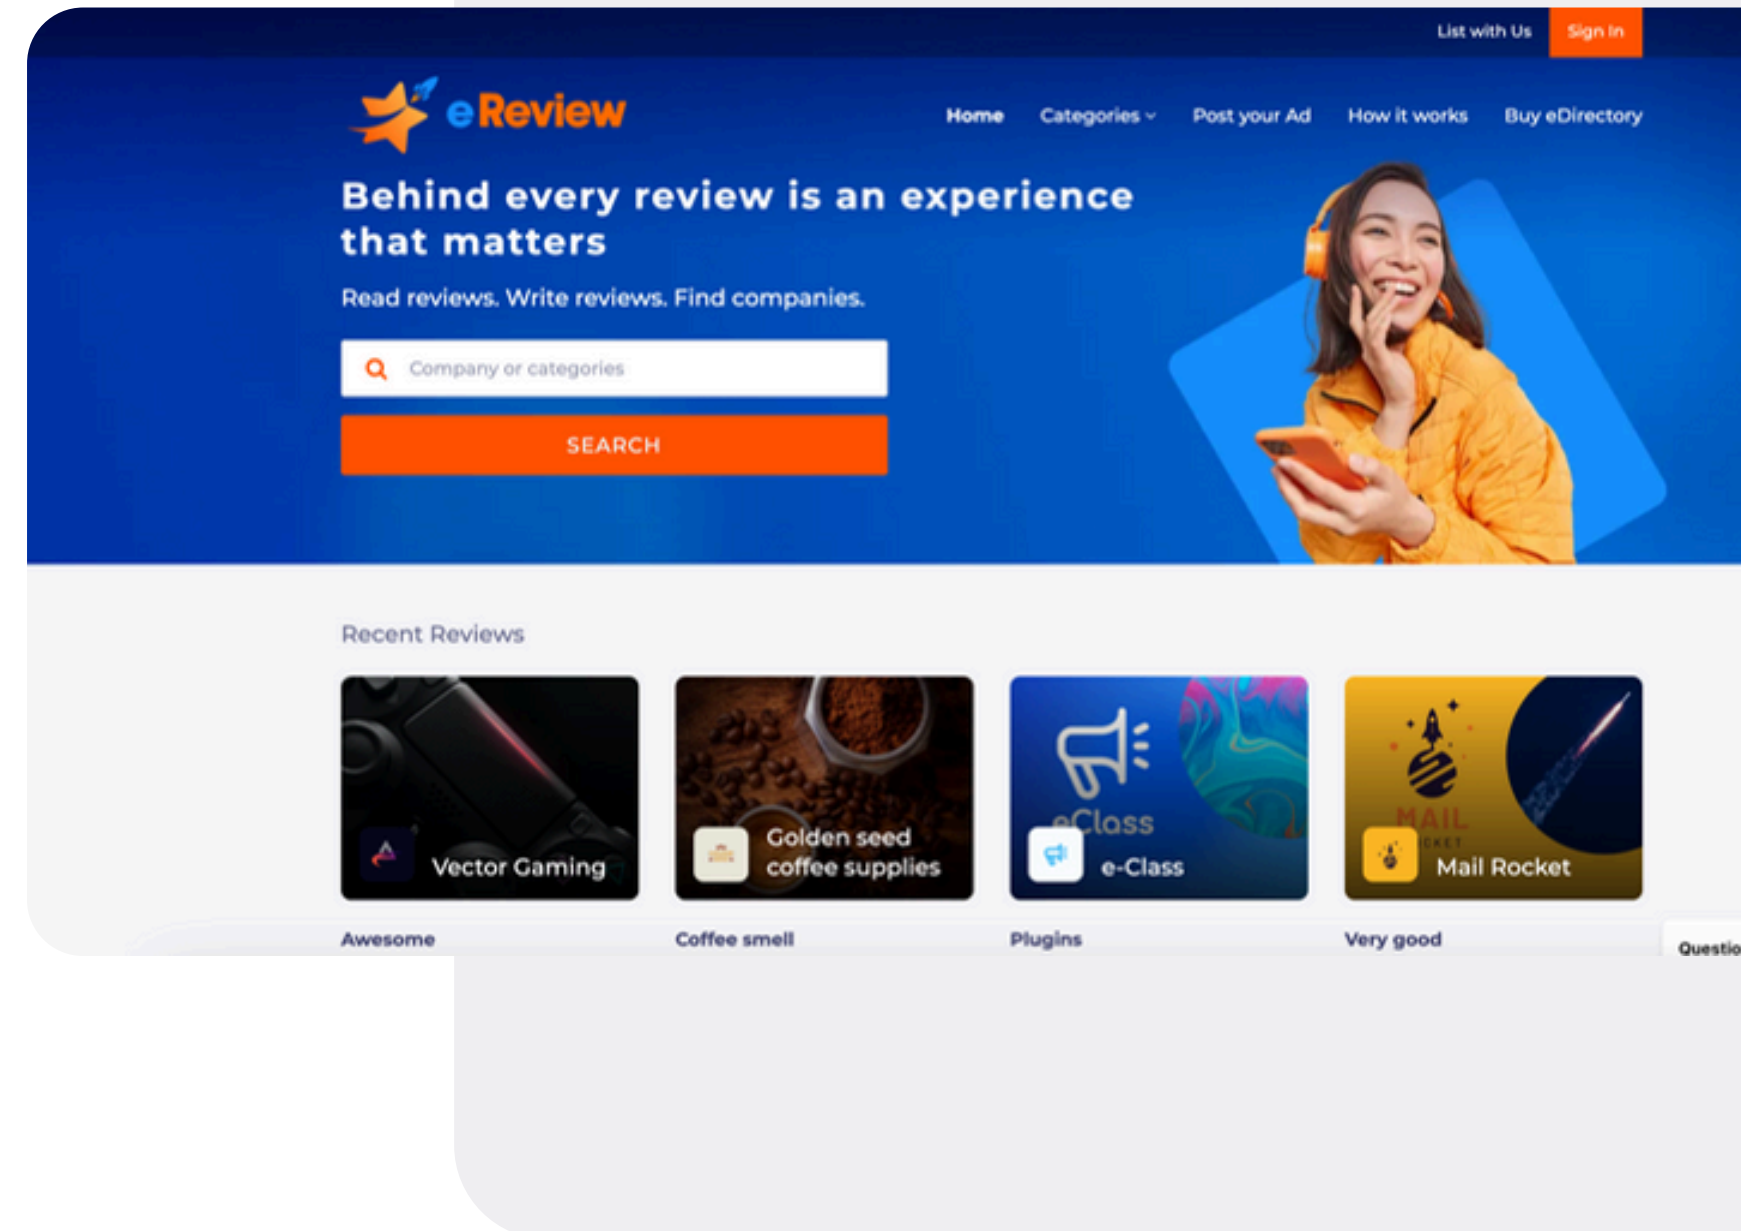 List with Us Sign In
eReview
Home Categories Post your Ad How it works Buy eDirectory
Behind every review is an experience
that matters
Read reviews. Write reviews. Find companies.
Company or categories
SEARCH
Recent Reviews
Vector Gaming
Golden seed
coffee supplies
eClass
e-Class
MAIL
Mail Rocket
Awesome Coffee smell Plugins Very good